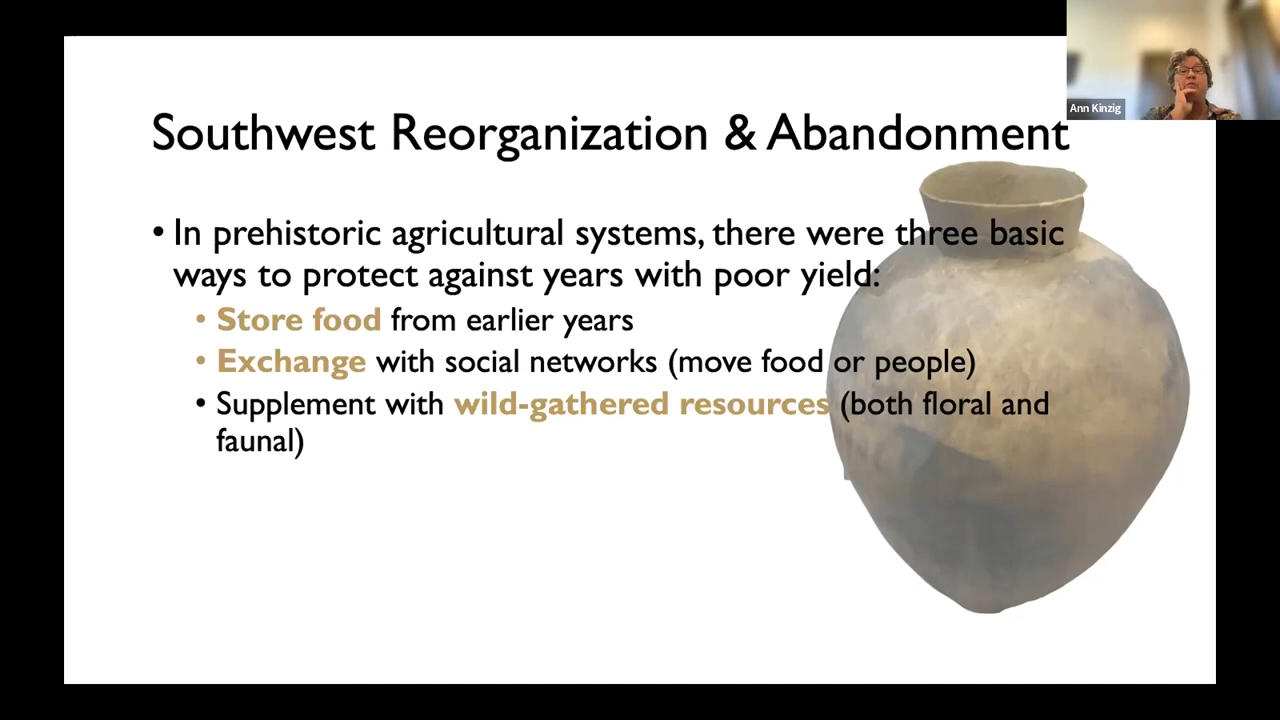 Ann Kinzig
Southwest Reorganization & Abandonment
• In prehistoric agricultural systems, there were three basic
ways to protect against years with poor yield:
• Store food from earlier years
• Exchange with social networks (move food or people)
• Supplement with wild-gathered resources (both floral and
faunal)